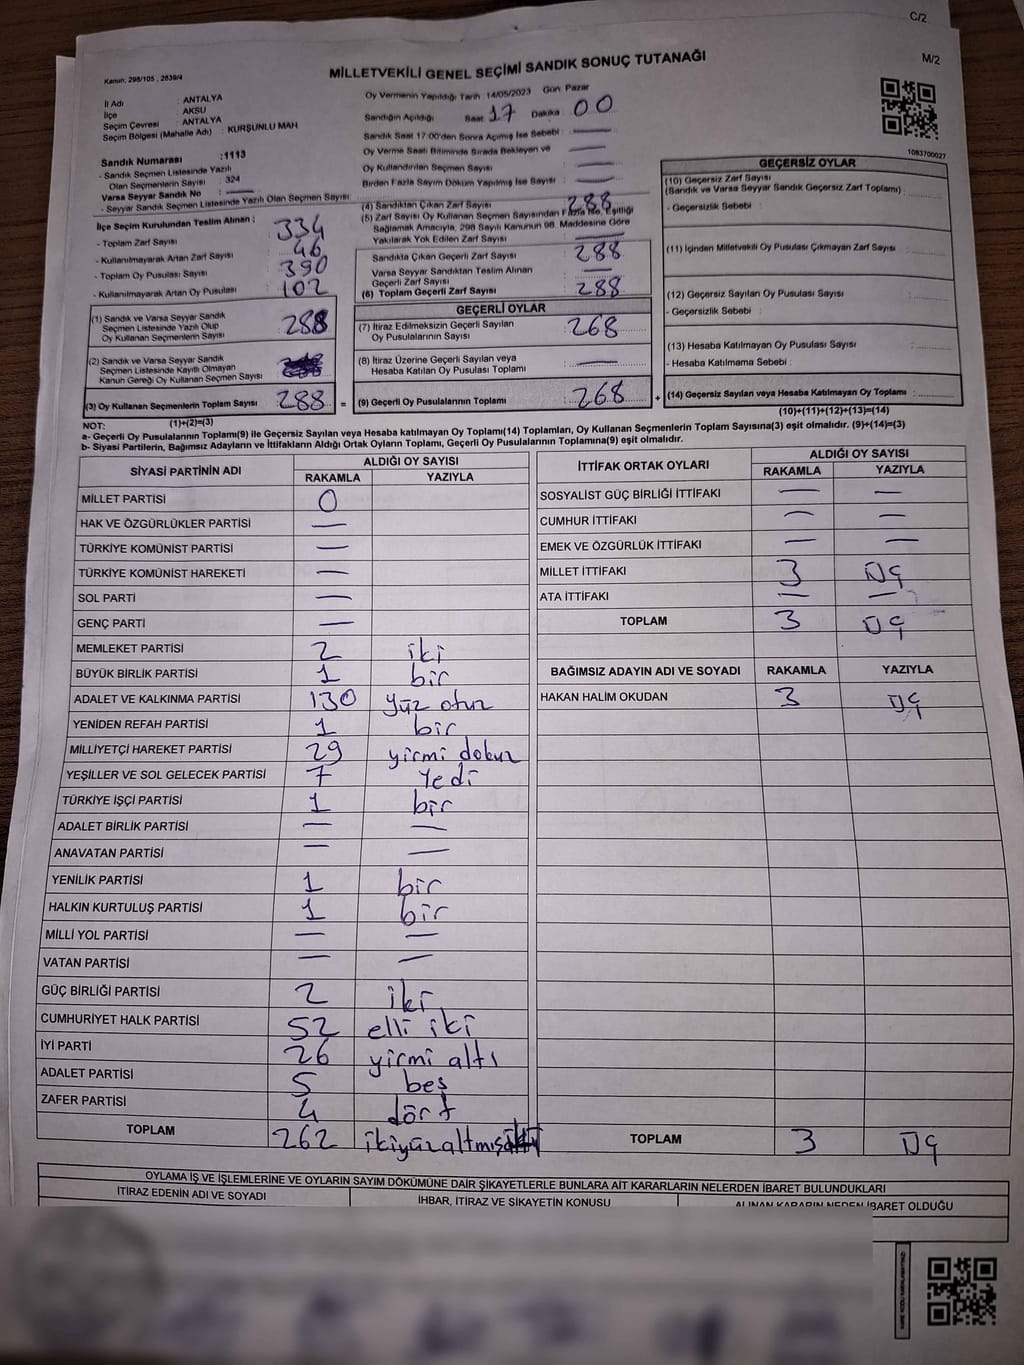 C/2
M/2
Kanun: 298/105 , 2839/4
MİLLETVEKİLİ GENEL SEÇİMİ SANDIK SONUÇ TUTANAĞI
İl Adı : ANTALYA
İlçe : AKSU
Seçim Çevresi : ANTALYA
Seçim Bölgesi (Mahalle Adı) : KURŞUNLU MAH
Sandık Numarası :1113
- Sandık Seçmen Listesinde Yazılı
Olan Seçmenlerin Sayısı : 324
Varsa Seyyar Sandık No : —
- Seyyar Sandık Seçmen Listesinde Yazılı Olan Seçmen Sayısı :
İlçe Seçim Kurulundan Teslim Alınan :
- Toplam Zarf Sayısı 334
- Kullanılmayarak Artan Zarf Sayısı 46
- Toplam Oy Pusulası Sayısı 390
- Kullanılmayarak Artan Oy Pusulası 102
(1) Sandık ve Varsa Seyyar Sandık
Seçmen Listesinde Yazılı Olup
Oy Kullanan Seçmenlerin Sayısı 288
(2) Sandık ve Varsa Seyyar Sandık
Seçmen Listesinde Kayıtlı Olmayan
Kanun Gereği Oy Kullanan Seçmen Sayısı
(3) Oy Kullanan Seçmenlerin Toplam Sayısı 288 =
(1)+(2)=(3)
Oy Vermenin Yapıldığı Tarih :14/05/2023 Gün: Pazar
Sandığın Açıldığı Saat: 17 Dakika: 00
Sandık Saat 17:00'den Sonra Açılmış İse Sebebi : —
Oy Verme Saati Bitiminde Sırada Bekleyen ve —
Oy Kullandırılan Seçmen Sayısı : —
Birden Fazla Sayım Döküm Yapılmış İse Sayısı : —
(4) Sandıktan Çıkan Zarf Sayısı : 288
(5) Zarf Sayısı Oy Kullanan Seçmen Sayısından Fazla ise, Eşitliği
Sağlamak Amacıyla, 298 Sayılı Kanunun 98. Maddesine Göre
Yakılarak Yok Edilen Zarf Sayısı : —
Sandıkta Çıkan Geçerli Zarf Sayısı : 288
Varsa Seyyar Sandıktan Teslim Alınan
Geçerli Zarf Sayısı : —
(6) Toplam Geçerli Zarf Sayısı : 288
GEÇERLİ OYLAR
(7) İtiraz Edilmeksizin Geçerli Sayılan
Oy Pusulalarının Sayısı : 268
(8) İtiraz Üzerine Geçerli Sayılan veya
Hesaba Katılan Oy Pusulası Toplamı : —
(9) Geçerli Oy Pusulalarının Toplamı : 268 +
1083700027
GEÇERSİZ OYLAR
(10) Geçersiz Zarf Sayısı
(Sandık ve Varsa Seyyar Sandık Geçersiz Zarf Toplamı) :
- Geçersizlik Sebebi :
(11) İçinden Milletvekili Oy Pusulası Çıkmayan Zarf Sayısı :
(12) Geçersiz Sayılan Oy Pusulası Sayısı :
- Geçersizlik Sebebi :
(13) Hesaba Katılmayan Oy Pusulası Sayısı :
- Hesaba Katılmama Sebebi :
(14) Geçersiz Sayılan veya Hesaba Katılmayan Oy Toplamı :
(10)+(11)+(12)+(13)=(14)
NOT:
a- Geçerli Oy Pusulalarının Toplamı(9) ile Geçersiz Sayılan veya Hesaba katılmayan Oy Toplamı(14) Toplamları, Oy Kullanan Seçmenlerin Toplam Sayısına(3) eşit olmalıdır. (9)+(14)=(3)
b- Siyasi Partilerin, Bağımsız Adayların ve İttifakların Aldığı Ortak Oyların Toplamı, Geçerli Oy Pusulalarının Toplamına(9) eşit olmalıdır.
SİYASİ PARTİNİN ADI ALDIĞI OY SAYISI
RAKAMLA YAZIYLA
MİLLET PARTİSİ 0
HAK VE ÖZGÜRLÜKLER PARTİSİ —
TÜRKİYE KOMÜNİST PARTİSİ —
TÜRKİYE KOMÜNİST HAREKETİ —
SOL PARTİ —
GENÇ PARTİ —
MEMLEKET PARTİSİ 2 iki
BÜYÜK BİRLİK PARTİSİ 1 bir
ADALET VE KALKINMA PARTİSİ 130 yüz otuz
YENİDEN REFAH PARTİSİ 1 bir
MİLLİYETÇİ HAREKET PARTİSİ 29 yirmi dokuz
YEŞİLLER VE SOL GELECEK PARTİSİ 7 Yedi
TÜRKİYE İŞÇİ PARTİSİ 1 bir
ADALET BİRLİK PARTİSİ — —
ANAVATAN PARTİSİ — —
YENİLİK PARTİSİ 1 bir
HALKIN KURTULUŞ PARTİSİ 1 bir
MİLLİ YOL PARTİSİ — —
VATAN PARTİSİ — —
GÜÇ BİRLİĞİ PARTİSİ 2 iki
CUMHURİYET HALK PARTİSİ 52 elli iki
İYİ PARTİ 26 yirmi altı
ADALET PARTİSİ 5 beş
ZAFER PARTİSİ 4 dört
TOPLAM 262 ikiyüzaltmış
İTTİFAK ORTAK OYLARI ALDIĞI OY SAYISI
RAKAMLA YAZIYLA
SOSYALİST GÜÇ BİRLİĞİ İTTİFAKI — —
CUMHUR İTTİFAKI — —
EMEK VE ÖZGÜRLÜK İTTİFAKI — —
MİLLET İTTİFAKI 3 üç
ATA İTTİFAKI — —
TOPLAM 3 üç
BAĞIMSIZ ADAYIN ADI VE SOYADI RAKAMLA YAZIYLA
HAKAN HALİM OKUDAN 3 üç
TOPLAM 3 üç
OYLAMA İŞ VE İŞLEMLERİNE VE OYLARIN SAYIM DÖKÜMÜNE DAİR ŞİKAYETLERLE BUNLARA AİT KARARLARIN NELERDEN İBARET BULUNDUKLARI
İTİRAZ EDENİN ADI VE SOYADI İHBAR, İTİRAZ VE ŞİKAYETİN KONUSU ALINAN KARARIN NEDEN İBARET OLDUĞU